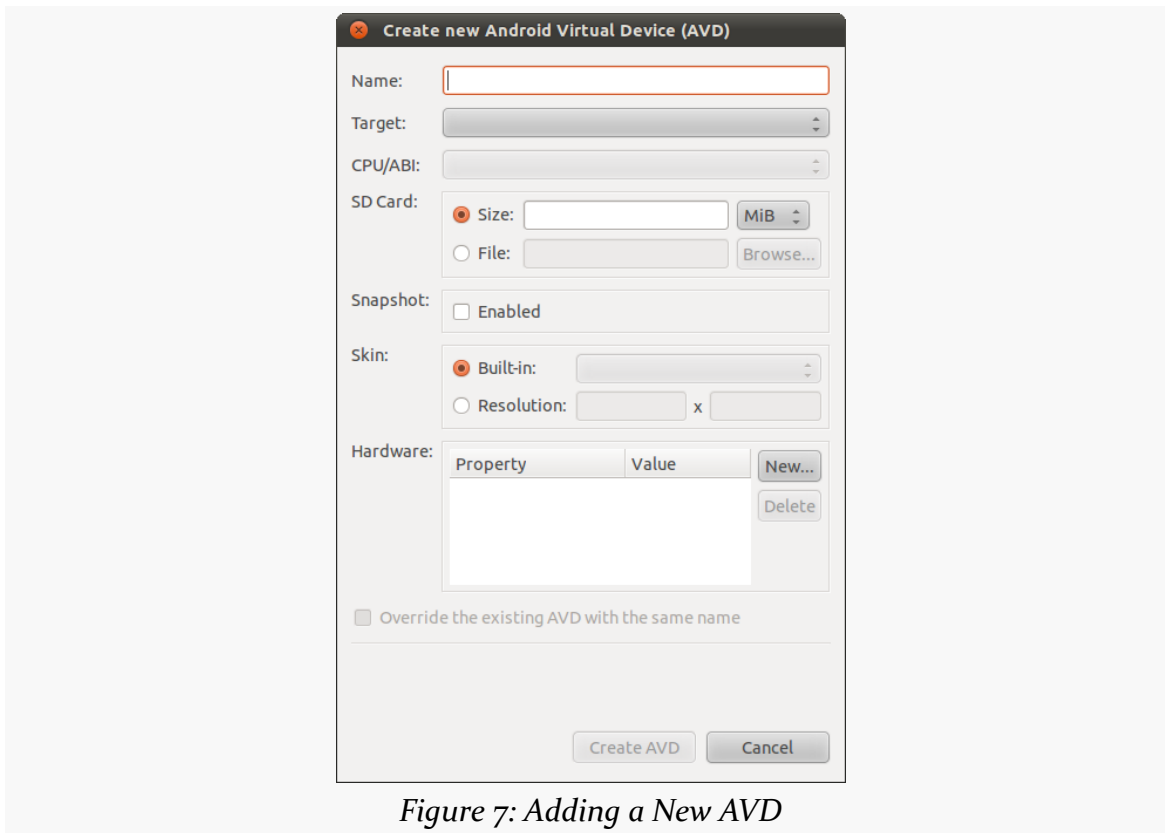 Create new Android Virtual Device (AVD)
Name:
Target:
CPU/ABI:
SD Card:
Size: MiB
File: Browse...
Snapshot:
Enabled
Skin:
Built-in:
Resolution: x
Hardware:
Property Value New...
Delete
Override the existing AVD with the same name
Create AVD Cancel
Figure 7: Adding a New AVD